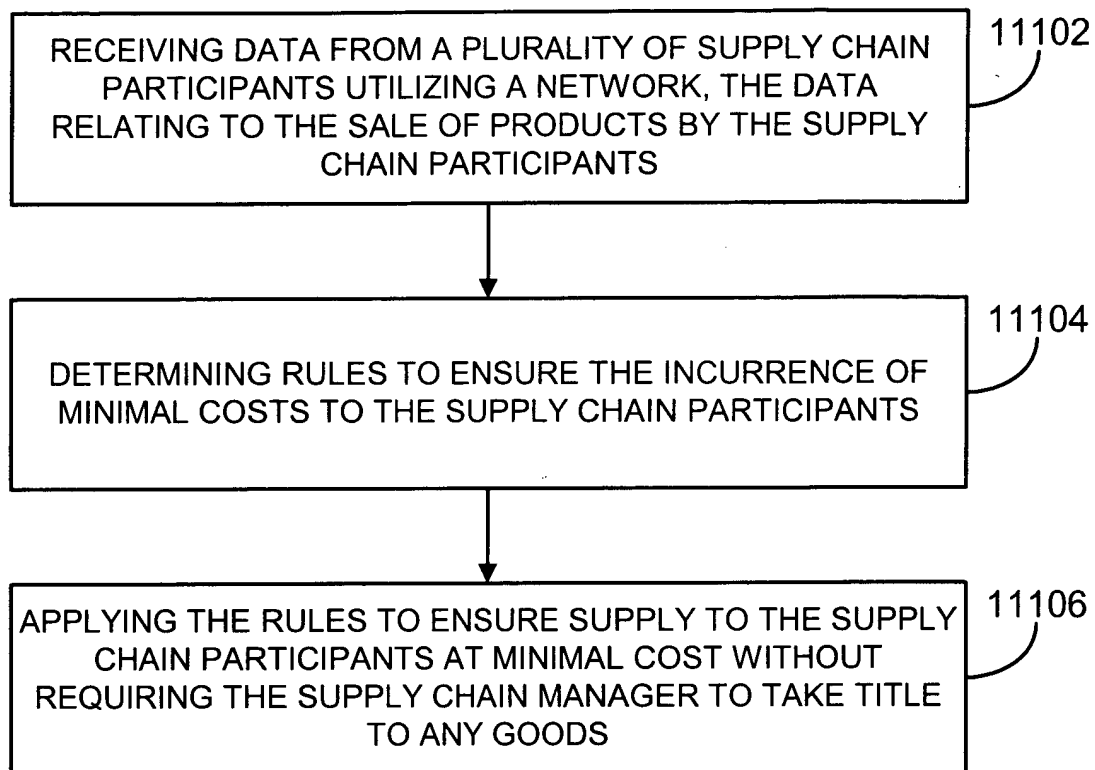 RECEIVING DATA FROM A PLURALITY OF SUPPLY CHAIN
PARTICIPANTS UTILIZING A NETWORK, THE DATA
RELATING TO THE SALE OF PRODUCTS BY THE SUPPLY
CHAIN PARTICIPANTS
11102
DETERMINING RULES TO ENSURE THE INCURRENCE OF
MINIMAL COSTS TO THE SUPPLY CHAIN PARTICIPANTS
11104
APPLYING THE RULES TO ENSURE SUPPLY TO THE SUPPLY
CHAIN PARTICIPANTS AT MINIMAL COST WITHOUT
REQUIRING THE SUPPLY CHAIN MANAGER TO TAKE TITLE
TO ANY GOODS
11106